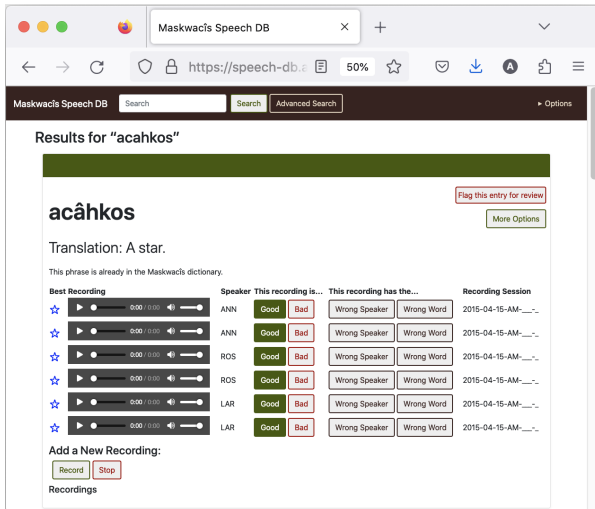 Maskwacîs Speech DB
https://speech-db.a
50%
A
Maskwacîs Speech DB Search Search Advanced Search ▸ Options
Results for “acahkos”
Flag this entry for review
acâhkos
More Options
Translation: A star.
This phrase is already in the Maskwacîs dictionary.
Best Recording Speaker This recording is... This recording has the... Recording Session
0:00 / 0:00 ANN Good Bad Wrong Speaker Wrong Word 2015-04-15-AM-___-_
0:00 / 0:00 ANN Good Bad Wrong Speaker Wrong Word 2015-04-15-AM-___-_
0:00 / 0:00 ROS Good Bad Wrong Speaker Wrong Word 2015-04-15-AM-___-_
0:00 / 0:00 ROS Good Bad Wrong Speaker Wrong Word 2015-04-15-AM-___-_
0:00 / 0:00 LAR Good Bad Wrong Speaker Wrong Word 2015-04-15-AM-___-_
0:00 / 0:00 LAR Good Bad Wrong Speaker Wrong Word 2015-04-15-AM-___-_
Add a New Recording:
Record Stop
Recordings